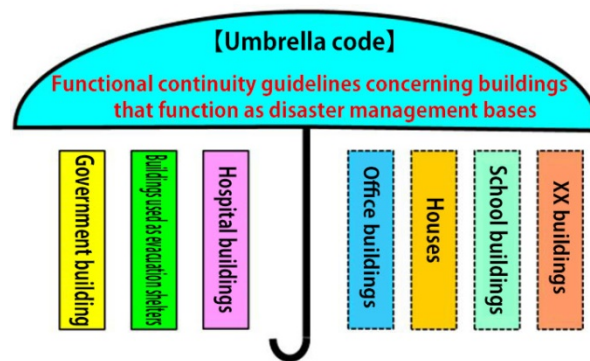 【Umbrella code】
Functional continuity guidelines concerning buildings
that function as disaster management bases
Government building
Buildings used as evacuation shelters
Hospital buildings
Office buildings
Houses
School buildings
XX buildings